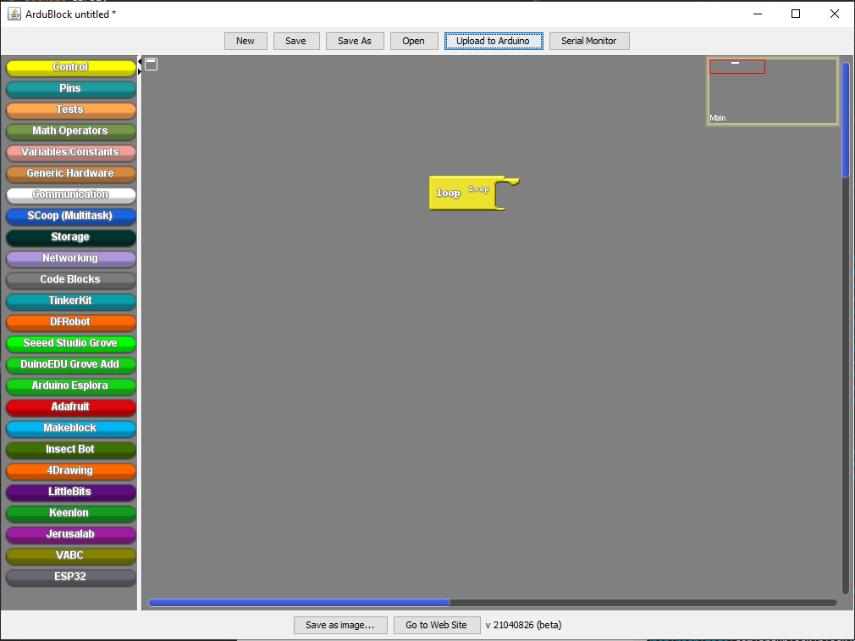 ArduBlock untitled *
New Save Save As Open Upload to Arduino Serial Monitor
Control
Pins
Tests
Math Operators
Variables/Constants
Generic Hardware
Communication
SCoop (Multitask)
Storage
Networking
Code Blocks
TinkerKit
DFRobot
Seeed Studio Grove
DuinoEDU Grove Add
Arduino Esplora
Adafruit
Makeblock
Insect Bot
4Drawing
LittleBits
Keenlon
Jerusalab
VABC
ESP32
loop loop
Main
Save as image... Go to Web Site v 21040826 (beta)